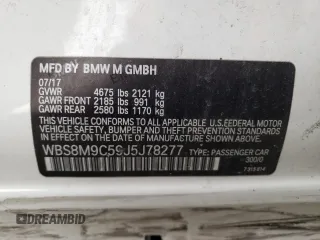 MFD BY BMW M GMBH
07/17
GVWR 4675 lbs 2121 kg
GAWR FRONT 2185 lbs 991 kg
GAWR REAR 2580 lbs 1170 kg
THIS VEHICLE CONFORMS TO ALL APPLICABLE U.S. FEDERAL MOTOR
VEHICLE SAFETY, BUMPER, AND THEFT PREVENTION STANDARDS
IN EFFECT ON THE DATE OF MANUFACTURE SHOWN ABOVE.
WBS8M9C59J5J78277
TYPE: PASSENGER CAR
300/0
DREAMBID